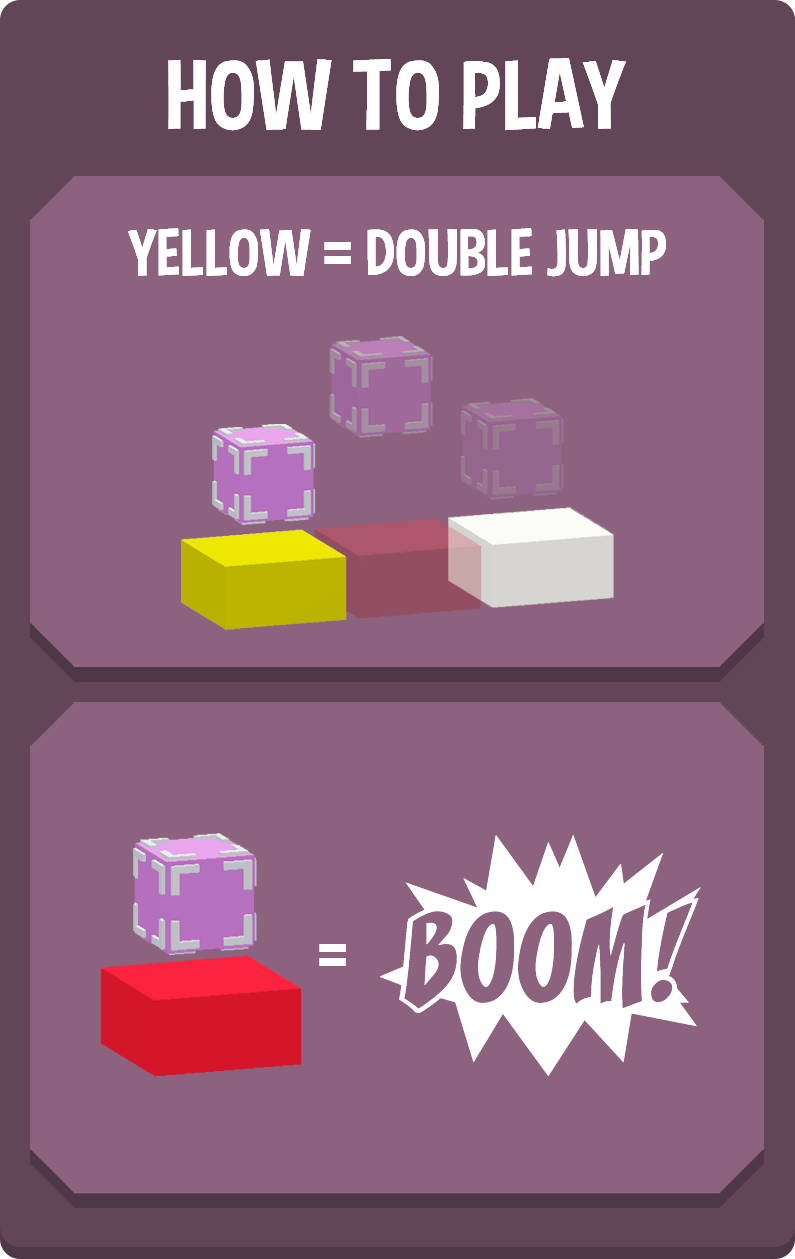 HOW TO PLAY
YELLOW = DOUBLE JUMP
= BOOM!